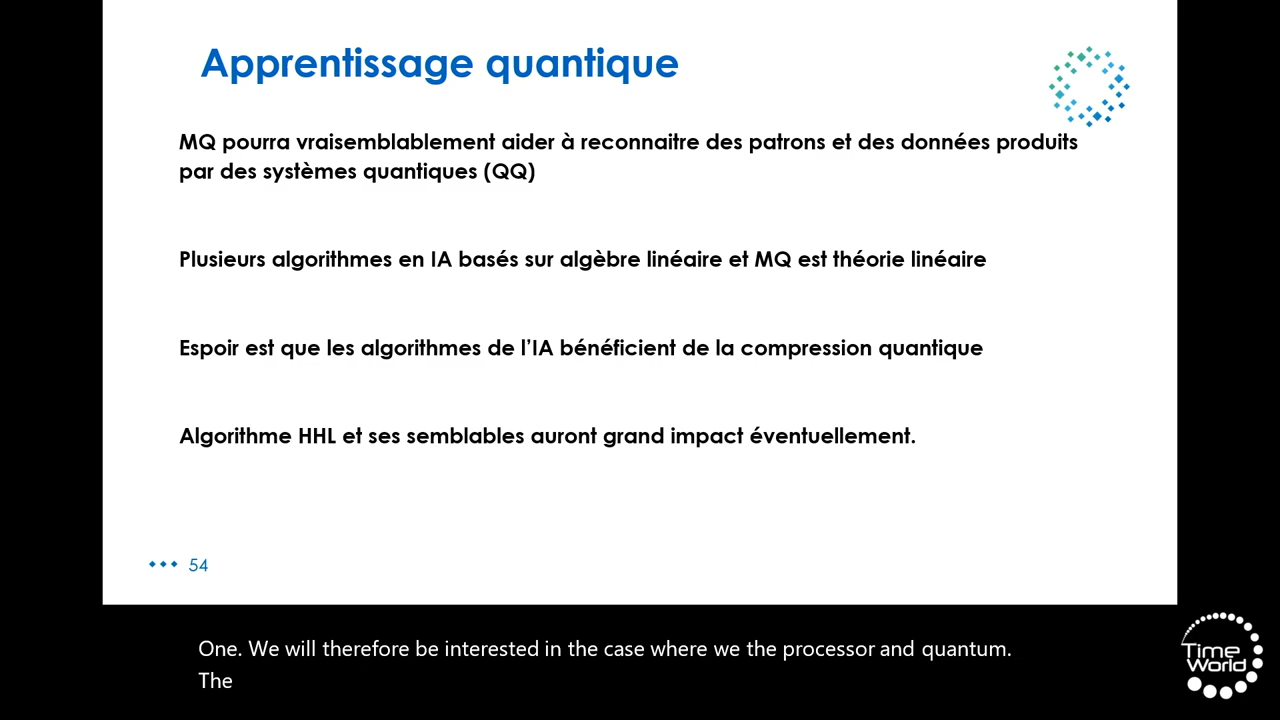 Apprentissage quantique
MQ pourra vraisemblablement aider à reconnaitre des patrons et des données produits
par des systèmes quantiques (QQ)
Plusieurs algorithmes en IA basés sur algèbre linéaire et MQ est théorie linéaire
Espoir est que les algorithmes de l’IA bénéficient de la compression quantique
Algorithme HHL et ses semblables auront grand impact éventuellement.
54
One. We will therefore be interested in the case where we the processor and quantum.
The
Time
World